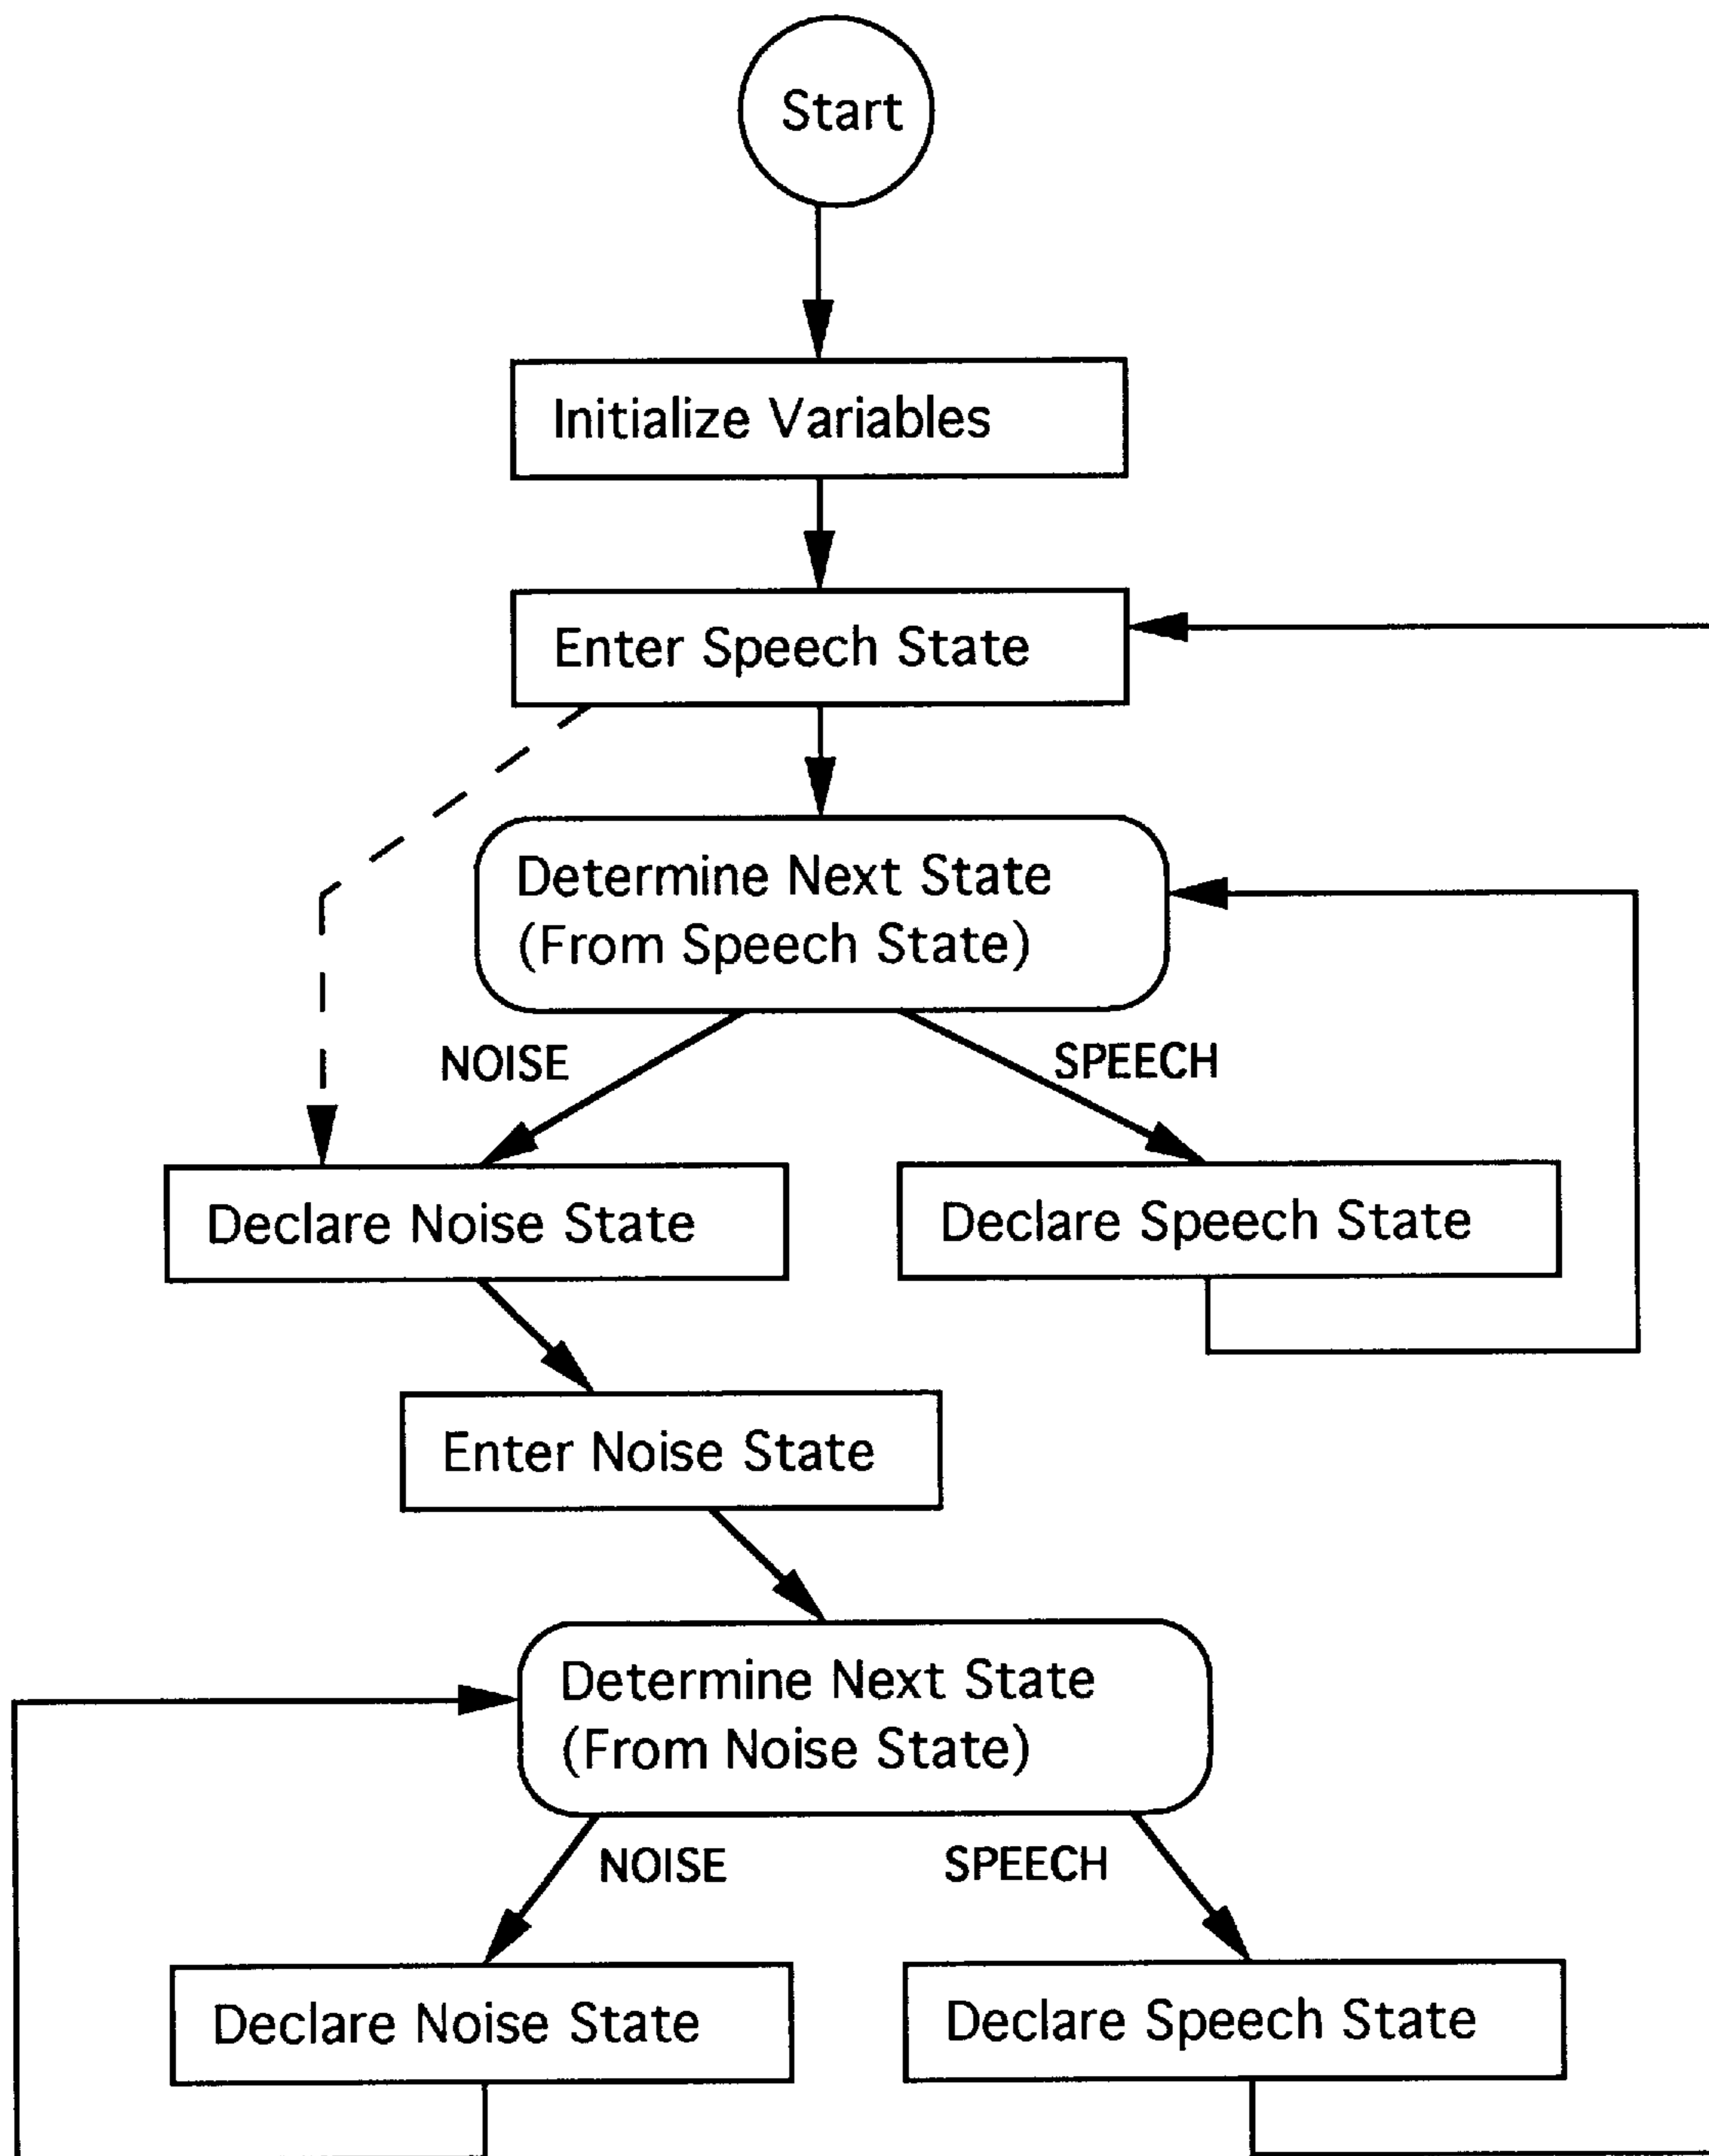 Start
Initialize Variables
Enter Speech State
Determine Next State
(From Speech State)
NOISE
SPEECH
Declare Noise State
Declare Speech State
Enter Noise State
Determine Next State
(From Noise State)
NOISE
SPEECH
Declare Noise State
Declare Speech State